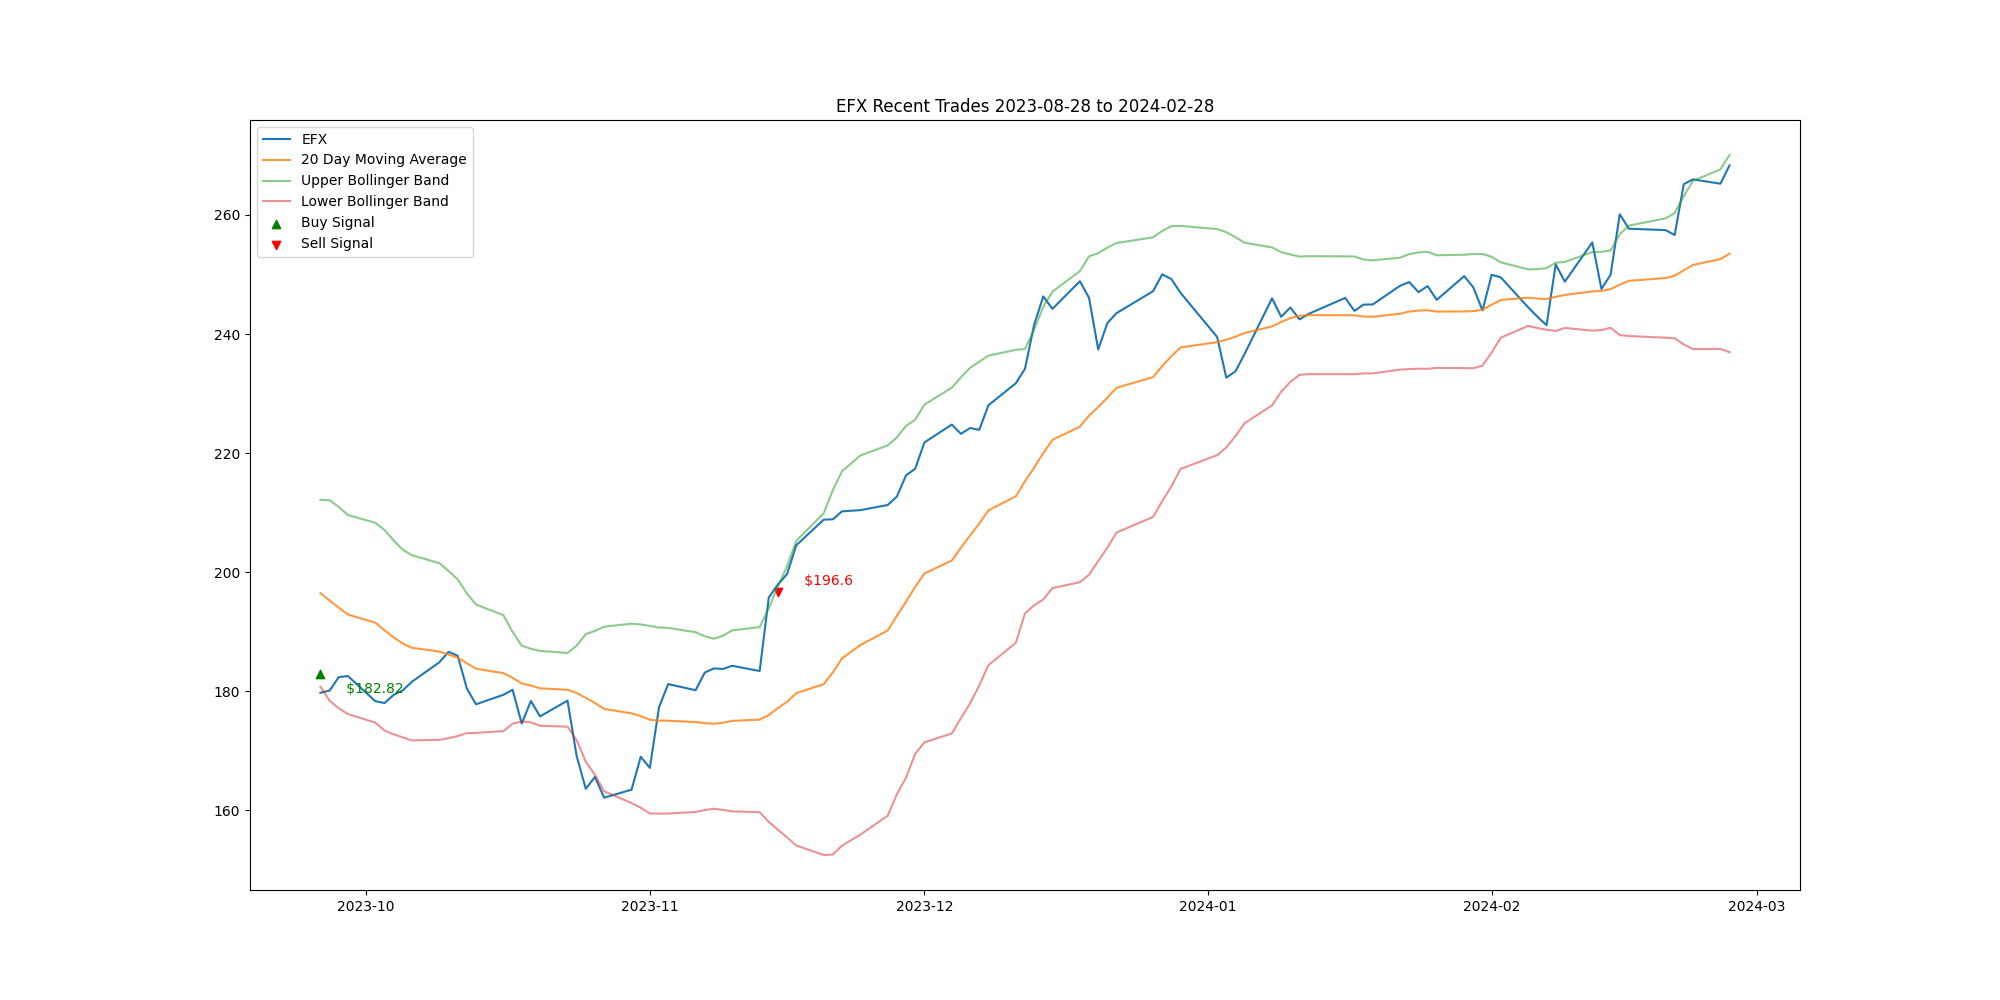 EFX Recent Trades 2023-08-28 to 2024-02-28
EFX
20 Day Moving Average
Upper Bollinger Band
Lower Bollinger Band
Buy Signal
Sell Signal
260
240
220
200
180
160
$196.6
$182.82
2023-10
2023-11
2023-12
2024-01
2024-02
2024-03